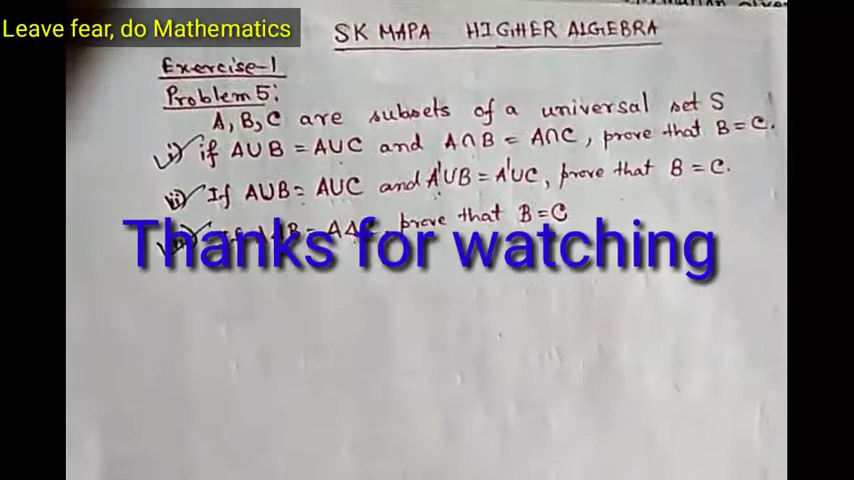 Leave fear, do Mathematics
SK MAPA HIGHER ALGEBRA
Exercise-1
Problem 5:
A, B, C are subsets of a universal set S
i) if A∪B = A∪C and A∩B = A∩C, prove that B = C.
ii) If A∪B = A∪C and A'∪B = A'∪C, prove that B = C.
prove that B = C
Thanks for watching